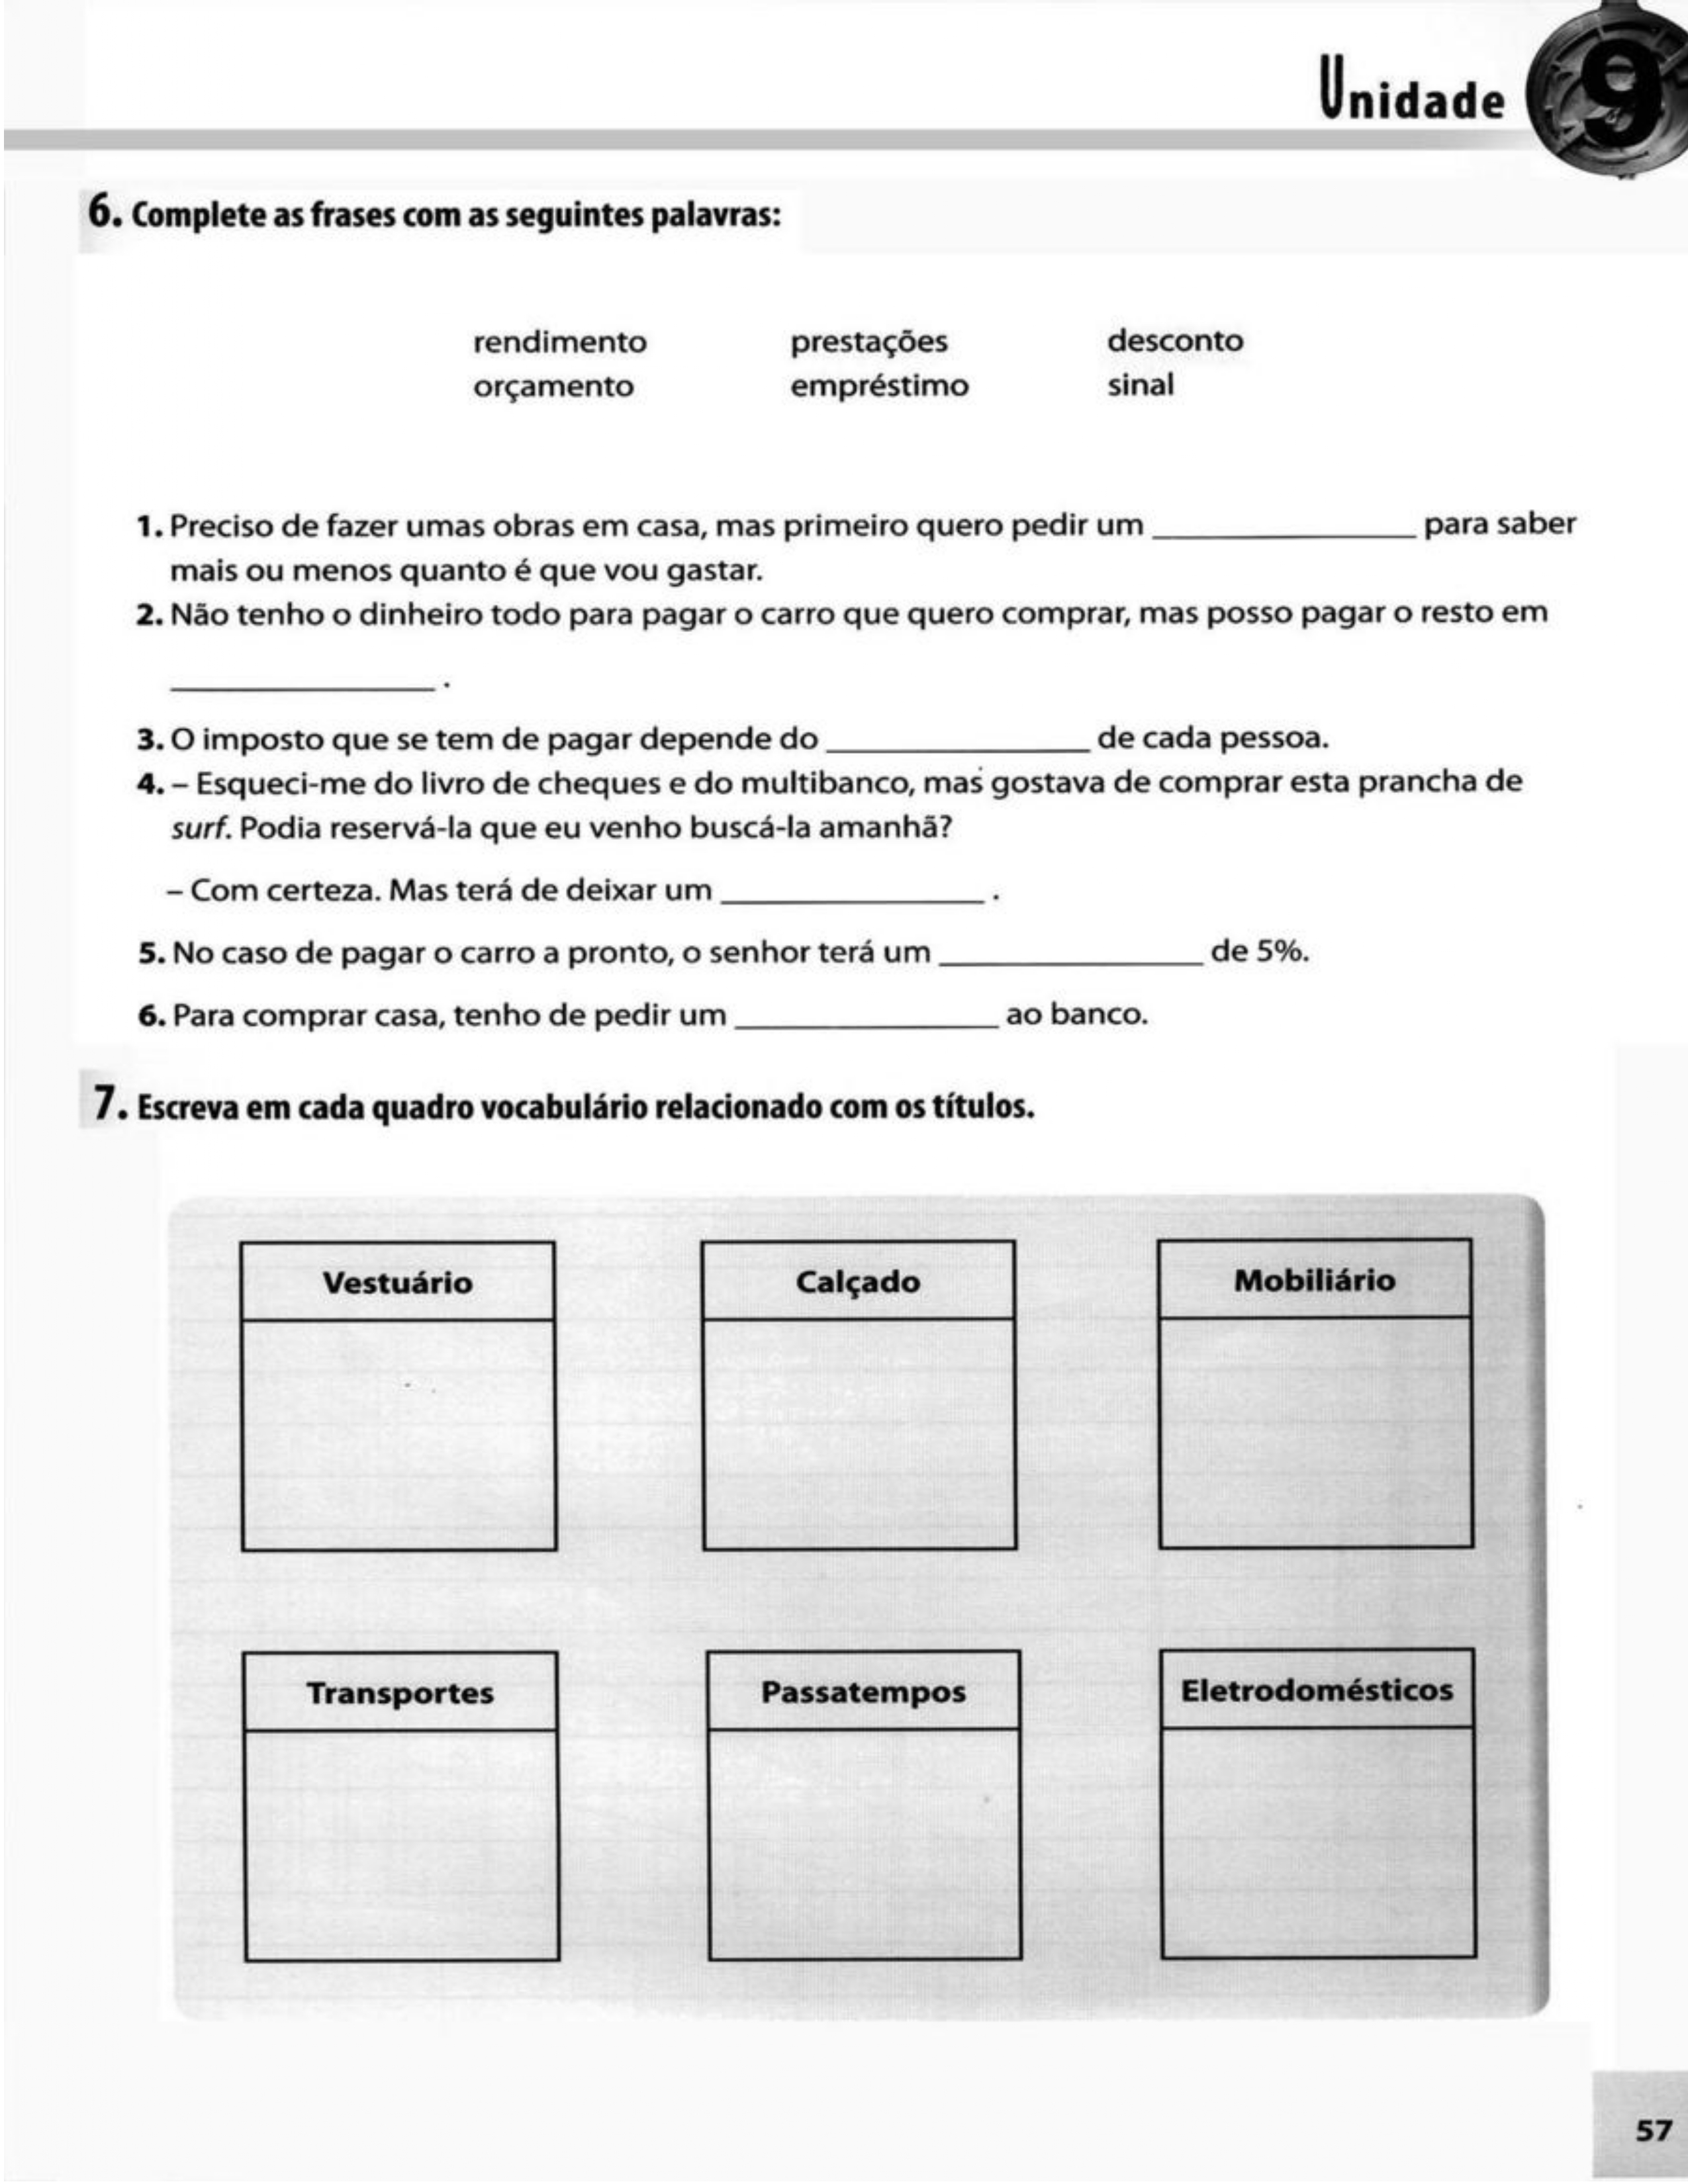 Unidade 9
6. Complete as frases com as seguintes palavras:
rendimento prestações desconto
orçamento empréstimo sinal
1. Preciso de fazer umas obras em casa, mas primeiro quero pedir um ______________ para saber
mais ou menos quanto é que vou gastar.
2. Não tenho o dinheiro todo para pagar o carro que quero comprar, mas posso pagar o resto em
______________ .
3. O imposto que se tem de pagar depende do ______________ de cada pessoa.
4. – Esqueci-me do livro de cheques e do multibanco, mas gostava de comprar esta prancha de
surf. Podia reservá-la que eu venho buscá-la amanhã?
– Com certeza. Mas terá de deixar um ______________ .
5. No caso de pagar o carro a pronto, o senhor terá um ______________ de 5%.
6. Para comprar casa, tenho de pedir um ______________ ao banco.
7. Escreva em cada quadro vocabulário relacionado com os títulos.
Vestuário Calçado Mobiliário
Transportes Passatempos Eletrodomésticos
57